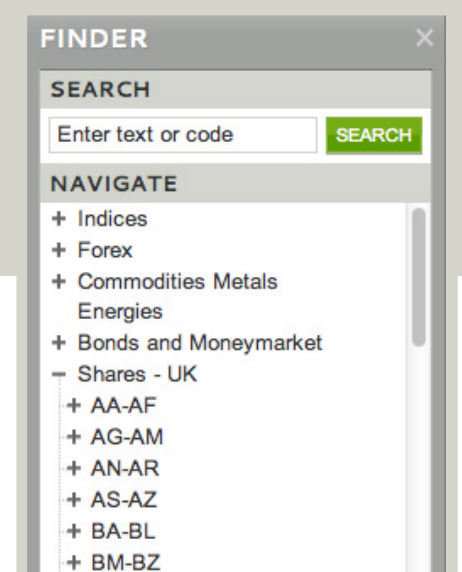 FINDER
SEARCH
Enter text or code
SEARCH
NAVIGATE
+ Indices
+ Forex
+ Commodities Metals
Energies
+ Bonds and Moneymarket
− Shares - UK
+ AA-AF
+ AG-AM
+ AN-AR
+ AS-AZ
+ BA-BL
+ BM-BZ